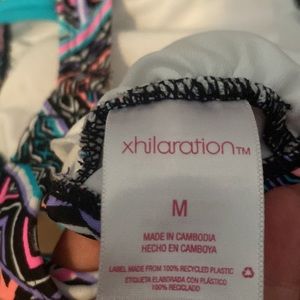 xhilaration™
M
MADE IN CAMBODIA
HECHO EN CAMBOYA
LABEL MADE FROM 100% RECYCLED PLASTIC
ETIQUETA ELABORADA CON PLÁSTICO
100% RECICLADO